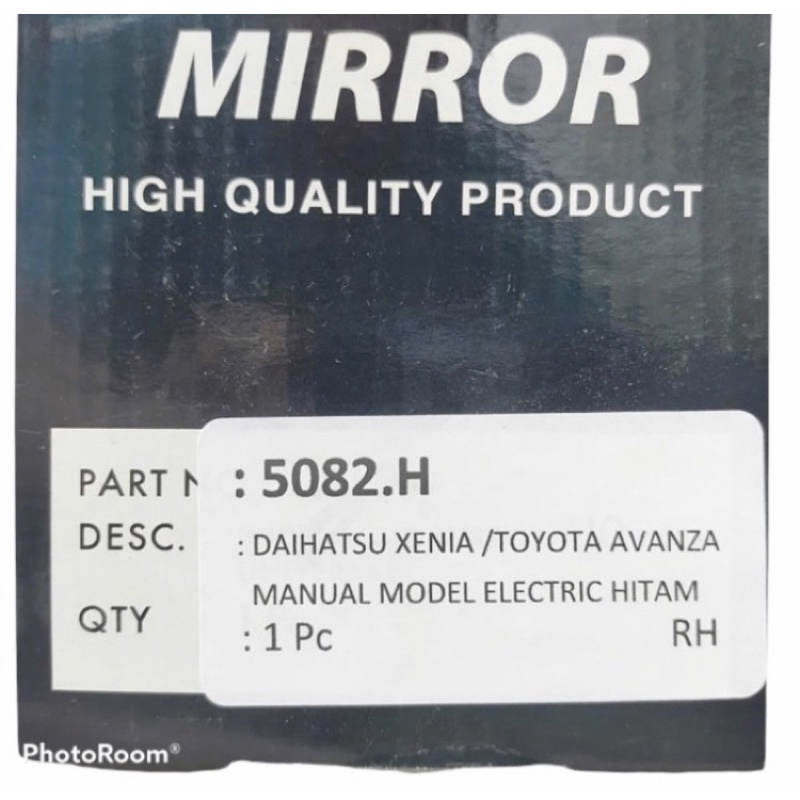 MIRROR
HIGH QUALITY PRODUCT
PART N : 5082.H
DESC. : DAIHATSU XENIA /TOYOTA AVANZA
MANUAL MODEL ELECTRIC HITAM
QTY : 1 Pc RH
PhotoRoom®